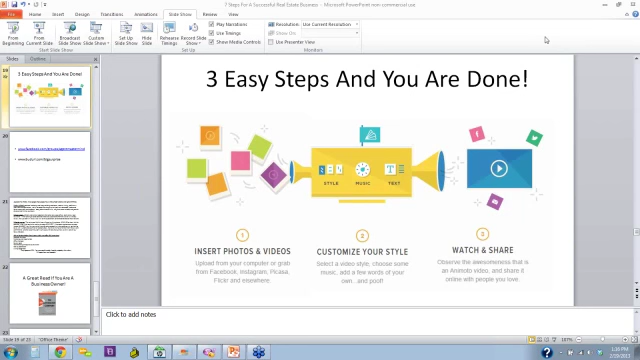 7 Steps For A Successful Real Estate Business - Microsoft PowerPoint non-commercial use
File Home Insert Design Transitions Animations Slide Show Review View
From Beginning
From Current Slide
Broadcast Slide Show
Custom Slide Show
Set Up Slide Show
Hide Slide
Rehearse Timings
Record Slide Show
Play Narrations
Use Timings
Show Media Controls
Resolution: Use Current Resolution
Show On:
Use Presenter View
Start Slide Show
Set Up
Monitors
Slides Outline
19
3 Easy Steps And You Are Done!
20
21
22
A Great Read If You Are A Business Owner!
23
3 Easy Steps And You Are Done!
STYLE MUSIC TEXT
1
INSERT PHOTOS & VIDEOS
Upload from your computer or grab
from Facebook, Instagram, Picasa,
Flickr and elsewhere.
2
CUSTOMIZE YOUR STYLE
Select a video style, choose some
music, add a few words of your
own...and poof!
3
WATCH & SHARE
Observe the awesomeness that is
an Animoto video, and share it
online with people you love.
Click to add notes
Slide 19 of 23 "Office Theme"
107%